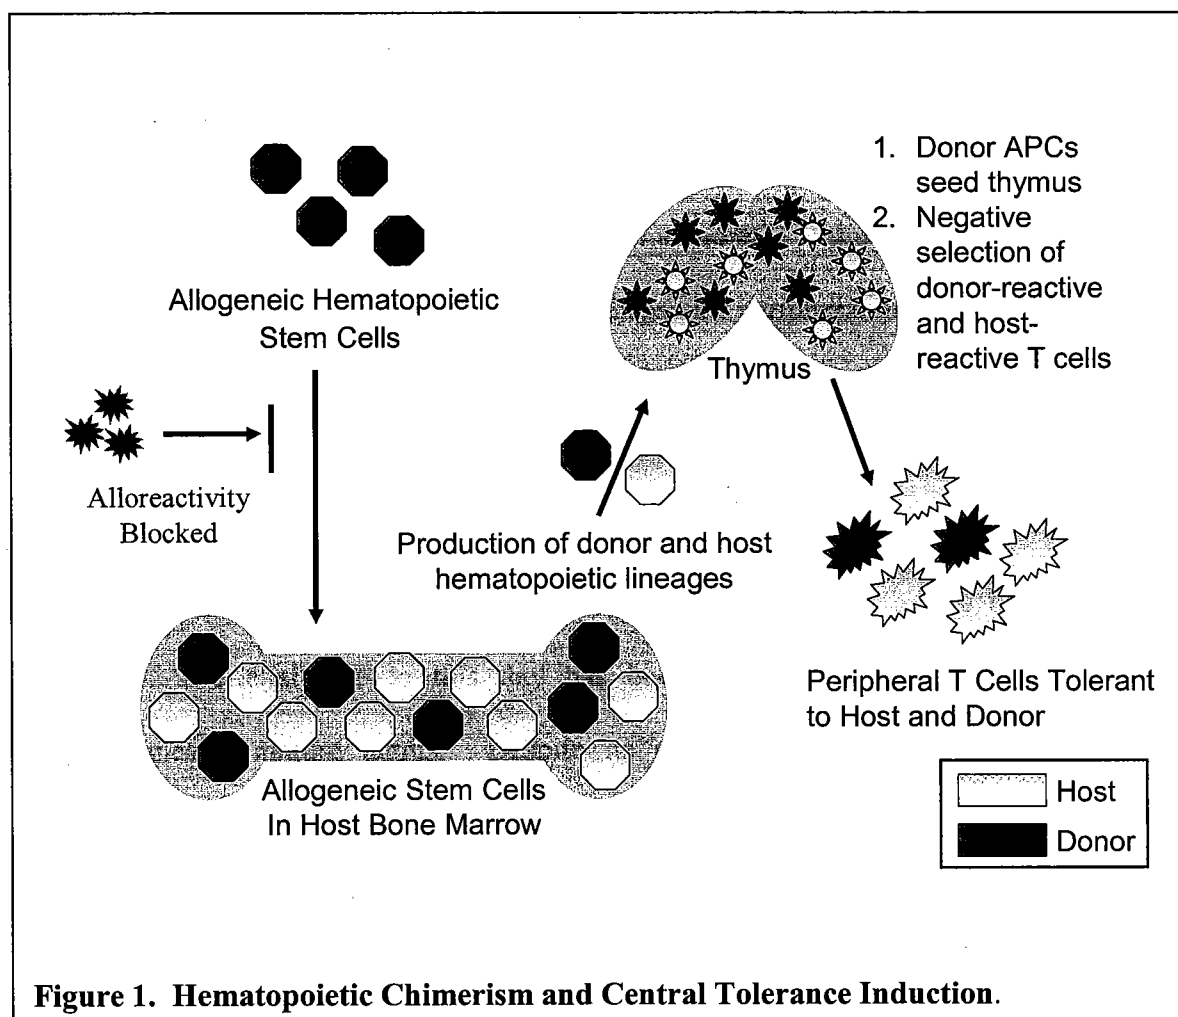 1. Donor APCs
seed thymus
2. Negative
selection of
donor-reactive
and host-
reactive T cells
Allogeneic Hematopoietic
Stem Cells
Thymus
Alloreactivity
Blocked
Production of donor and host
hematopoietic lineages
Peripheral T Cells Tolerant
to Host and Donor
Allogeneic Stem Cells
In Host Bone Marrow
Host
Donor
Figure 1. Hematopoietic Chimerism and Central Tolerance Induction.